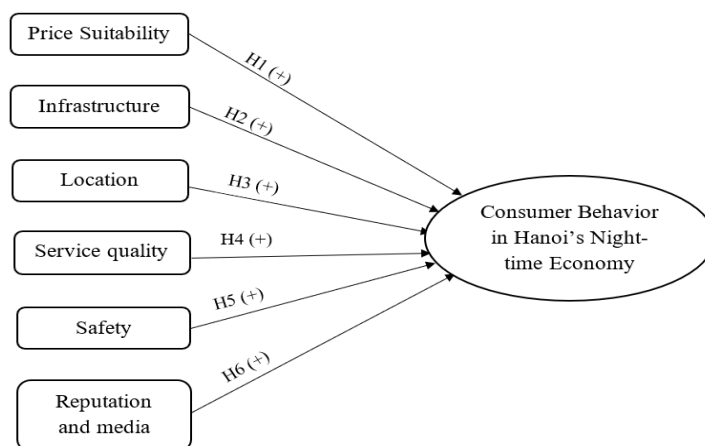 Price Suitability
H1 (+)
Infrastructure
H2 (+)
Location
H3 (+)
Service quality
H4 (+)
Safety
H5 (+)
Reputation
and media
H6 (+)
Consumer Behavior
in Hanoi's Night-
time Economy